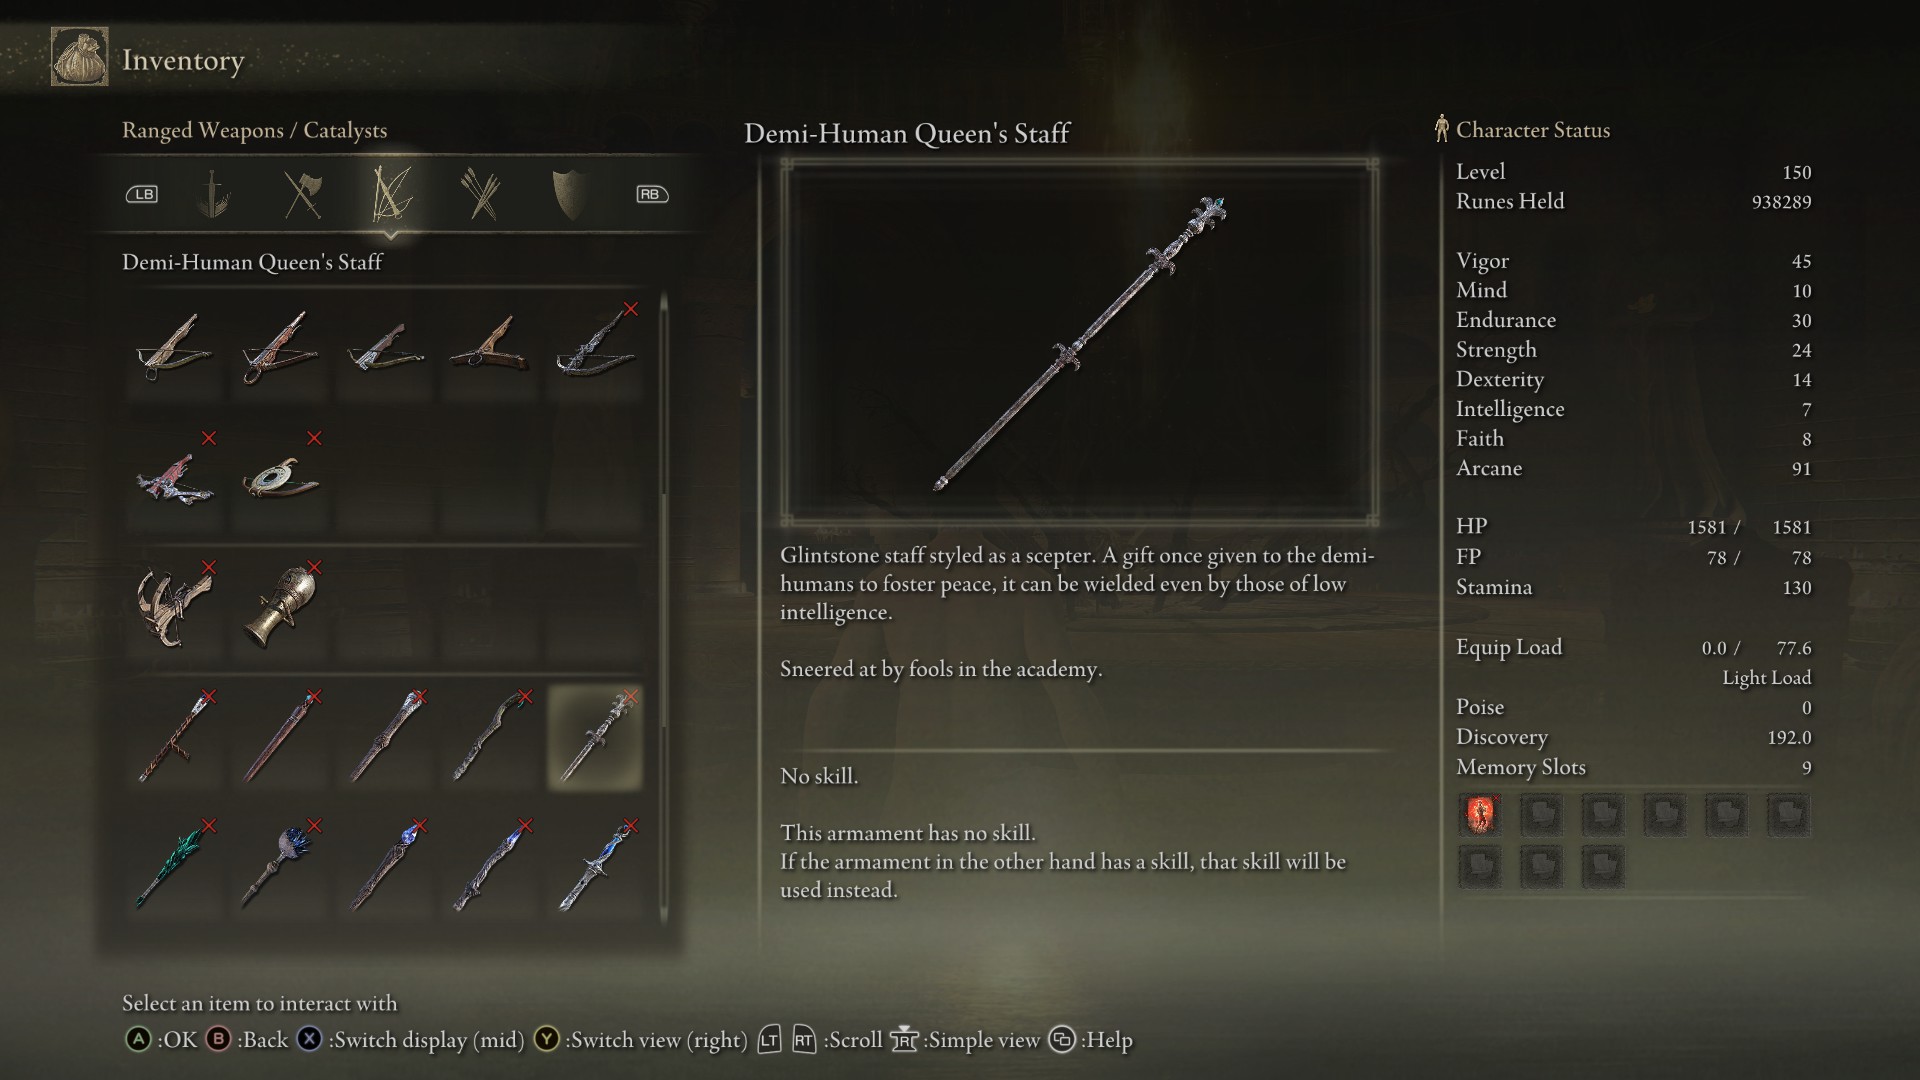 Inventory
Ranged Weapons / Catalysts
LB
RB
Demi-Human Queen's Staff
Demi-Human Queen's Staff
Glintstone staff styled as a scepter. A gift once given to the demi-
humans to foster peace, it can be wielded even by those of low
intelligence.
Sneered at by fools in the academy.
No skill.
This armament has no skill.
If the armament in the other hand has a skill, that skill will be
used instead.
Character Status
Level 150
Runes Held 938289
Vigor 45
Mind 10
Endurance 30
Strength 24
Dexterity 14
Intelligence 7
Faith 8
Arcane 91
HP 1581 / 1581
FP 78 / 78
Stamina 130
Equip Load 0.0 / 77.6
Light Load
Poise 0
Discovery 192.0
Memory Slots 9
Select an item to interact with
A :OK B :Back X :Switch display (mid) Y :Switch view (right) LT RT :Scroll R :Simple view :Help